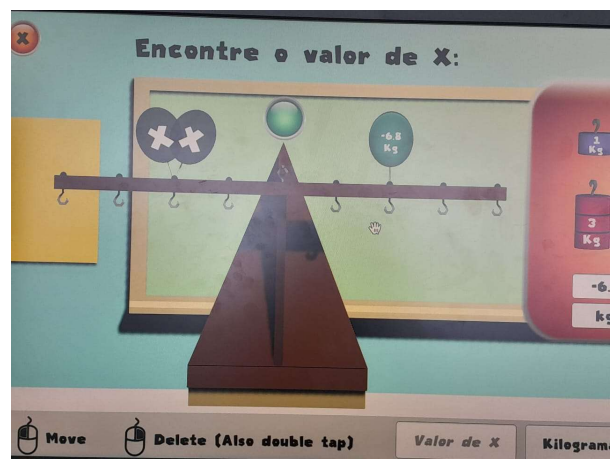 X
Encontre o valor de X:
X X
-6.8
Kg
1
Kg
3
Kg
-6.
kg
Move
Delete (Also double tap)
Valor de X
Kilograma